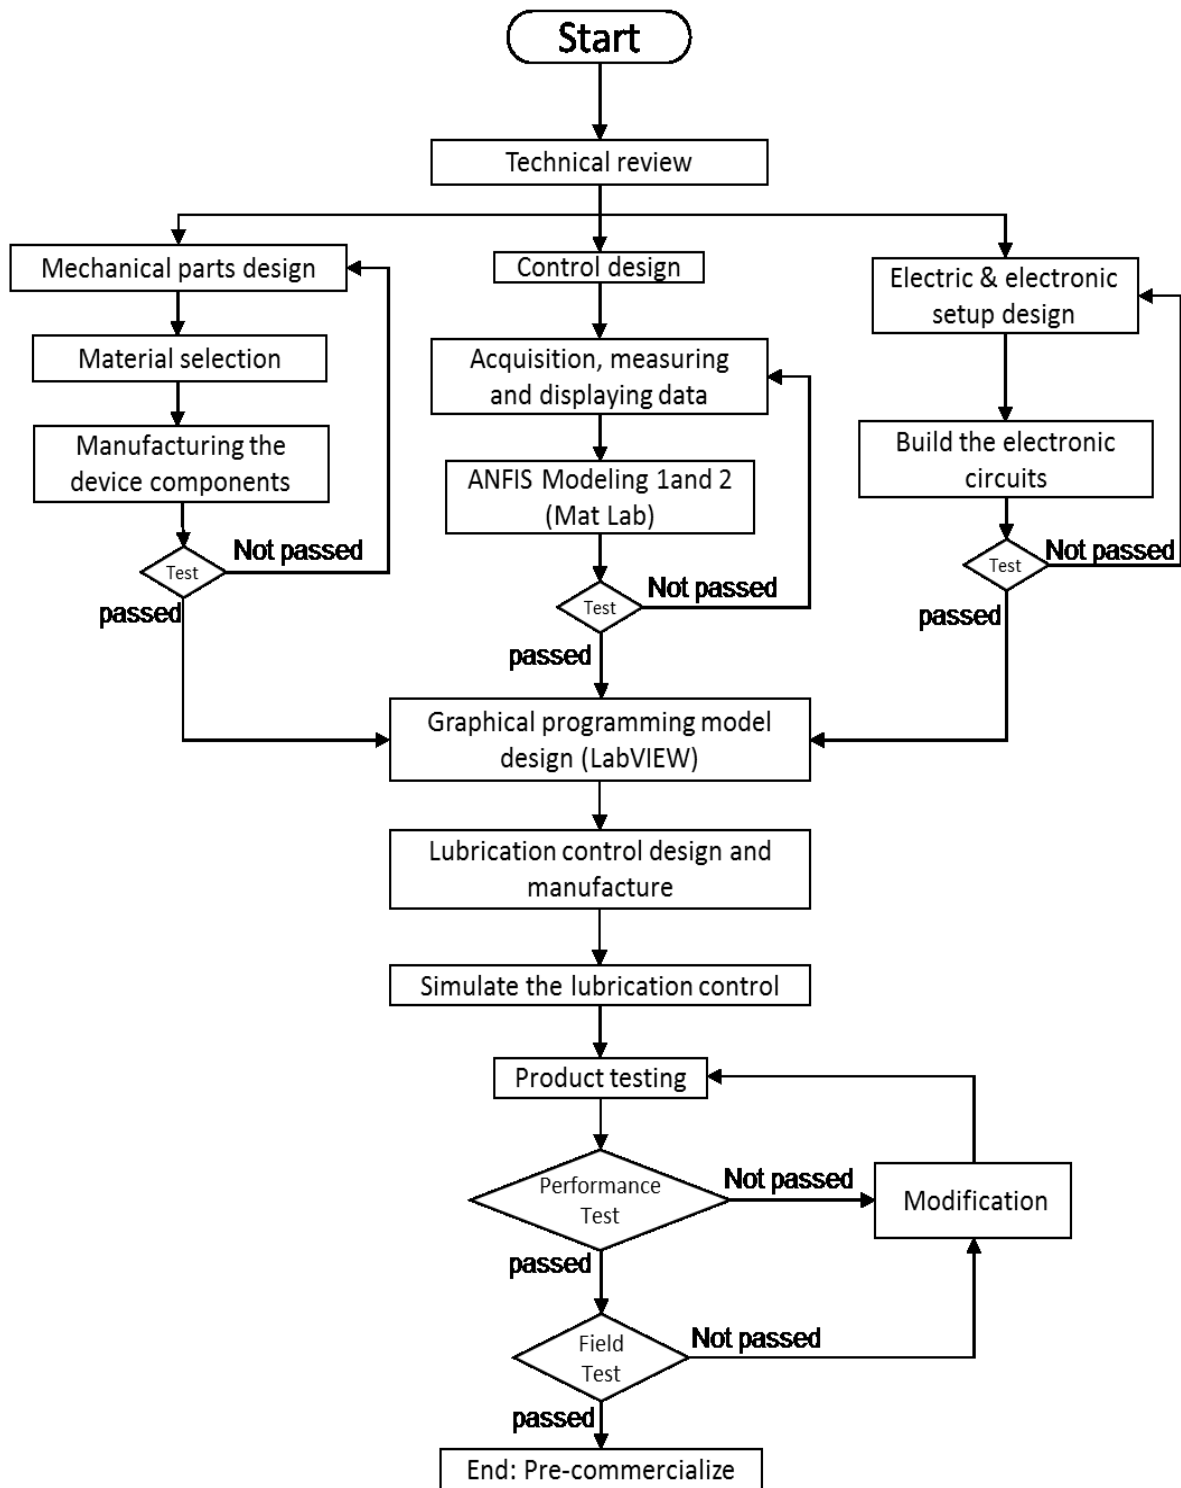 Start
Technical review
Mechanical parts design
Control design
Electric & electronic
setup design
Material selection
Acquisition, measuring
and displaying data
Manufacturing the
device components
ANFIS Modeling 1and 2
(Mat Lab)
Build the electronic
circuits
Test
Not passed
passed
Test
Not passed
passed
Test
Not passed
passed
Graphical programming model
design (LabVIEW)
Lubrication control design and
manufacture
Simulate the lubrication control
Product testing
Performance
Test
Not passed
Modification
passed
Field
Test
Not passed
passed
End: Pre-commercialize